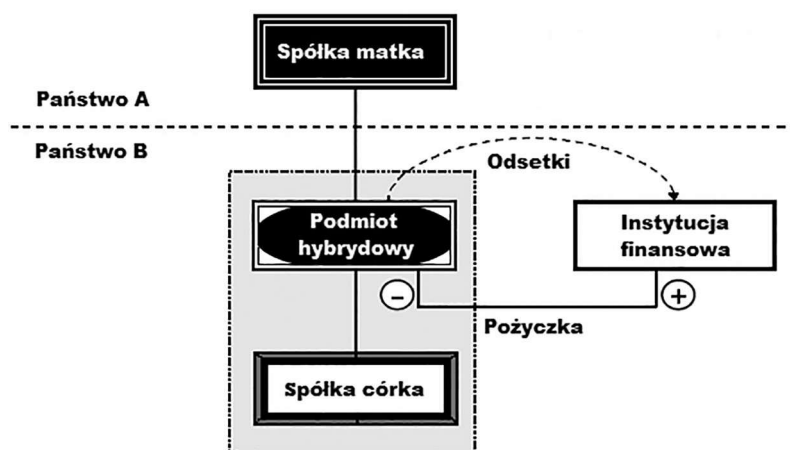 Spółka matka
Państwo A
Państwo B
Odsetki
Podmiot
hybrydowy
Instytucja
finansowa
-
+
Pożyczka
Spółka córka